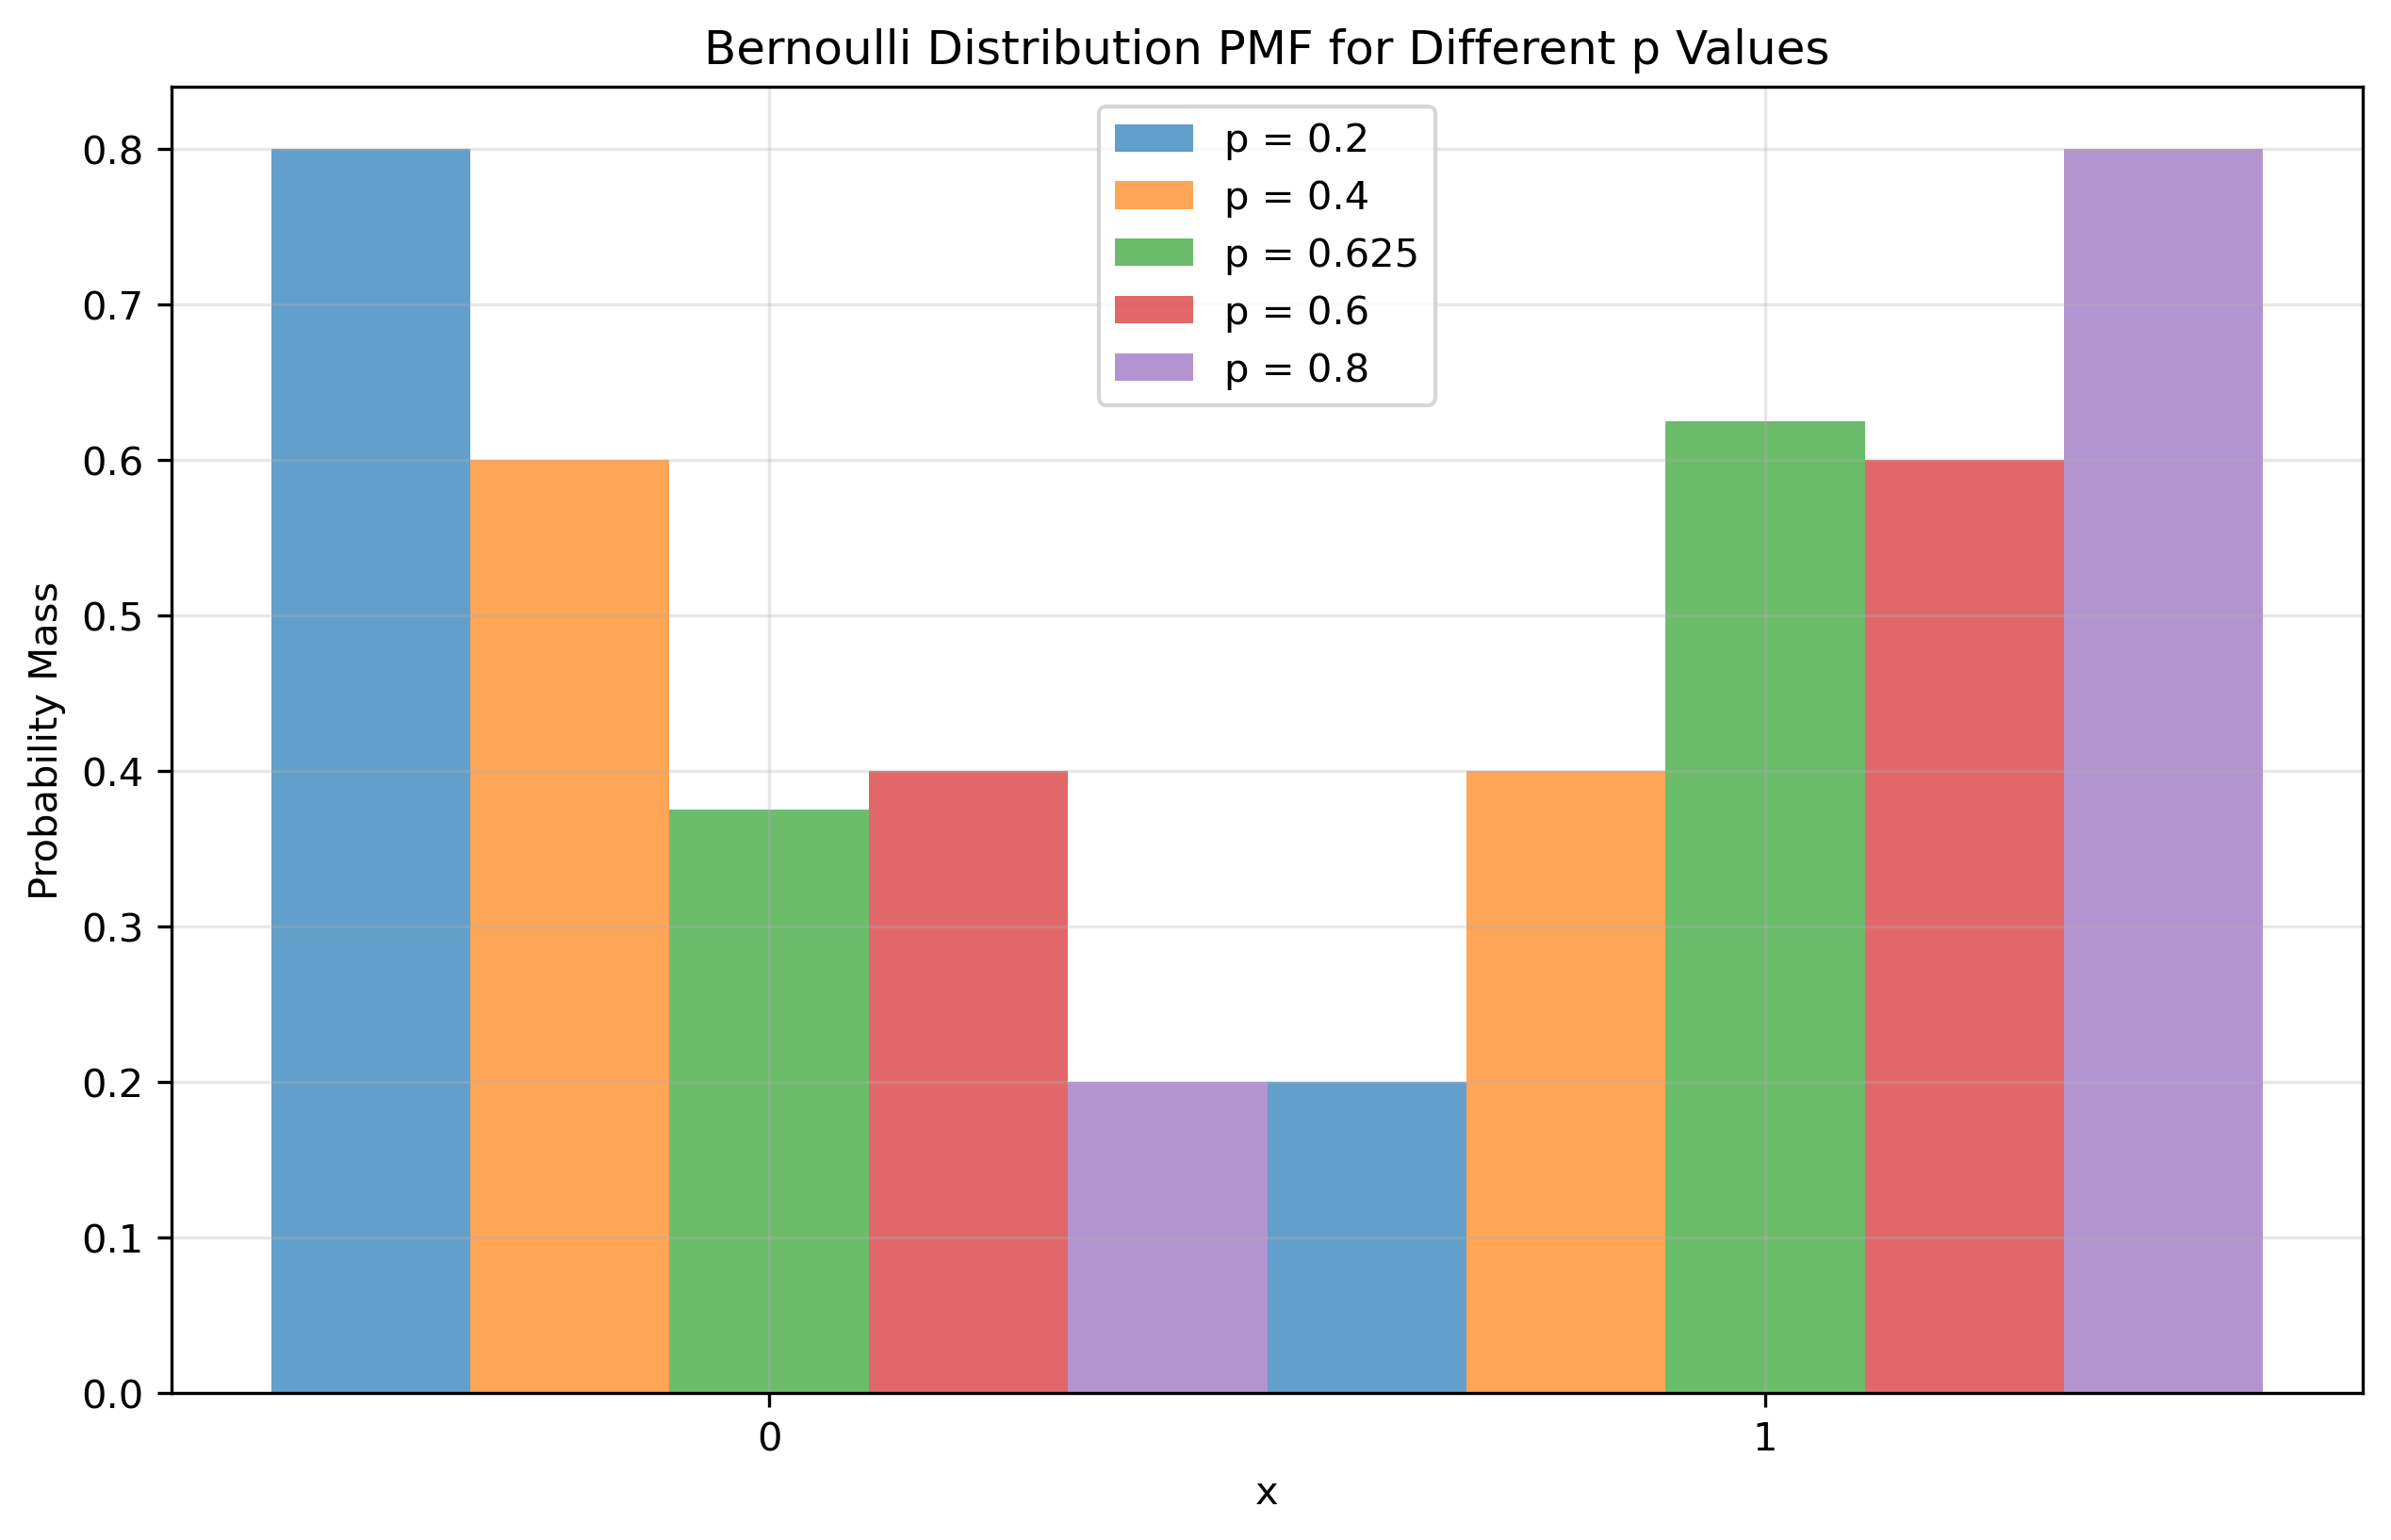 Bernoulli Distribution PMF for Different p Values
p = 0.2
p = 0.4
p = 0.625
p = 0.6
p = 0.8
Probability Mass
0.8
0.7
0.6
0.5
0.4
0.3
0.2
0.1
0.0
0
1
x